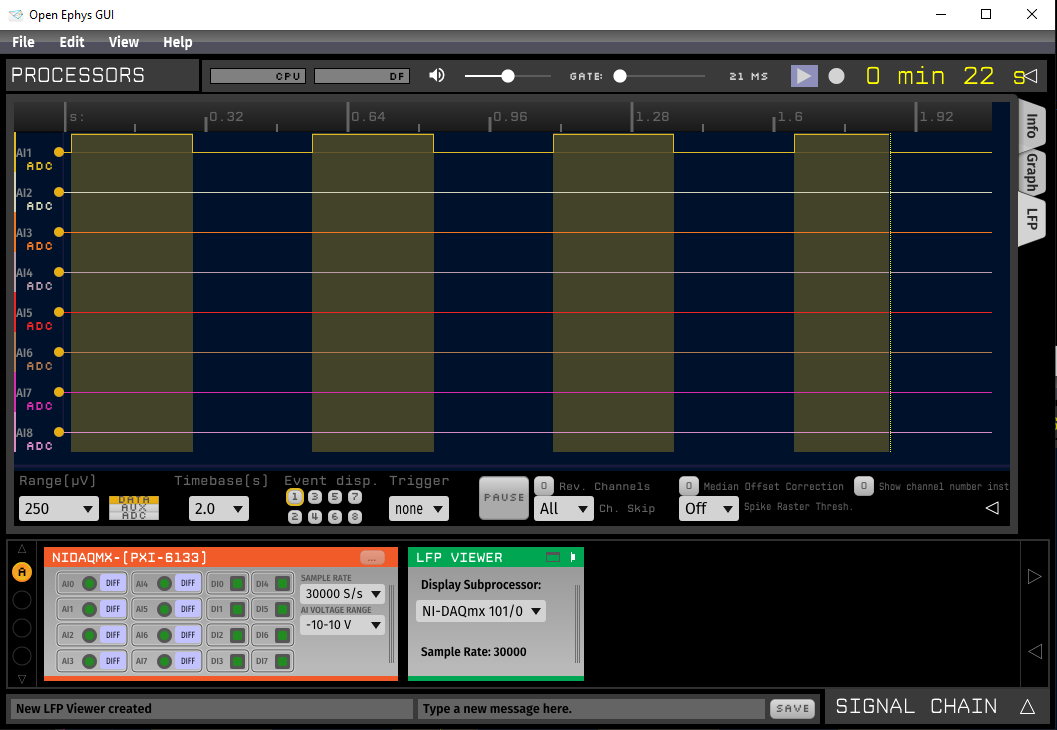 Open Ephys GUI
File Edit View Help
PROCESSORS CPU DF GATE: 21 MS 0 min 22 s
s: 0.32 0.64 0.96 1.28 1.6 1.92
Info
Graph
LFP
AI1
ADC
AI2
ADC
AI3
ADC
AI4
ADC
AI5
ADC
AI6
ADC
AI7
ADC
AI8
ADC
Range(µV) Timebase(s) Event disp. Trigger
250
DATA
AUX
ADC
2.0
1 3 5 7
2 4 6 8
none
PAUSE
0 Rev. Channels
All Ch. Skip
0 Median Offset Correction
Off Spike Raster Thresh.
0 Show channel number inst
A
NIDAQMX-(PXI-6133) ...
AI0 DIFF AI4 DIFF DI0 DI4
AI1 DIFF AI5 DIFF DI1 DI5
AI2 DIFF AI6 DIFF DI2 DI6
AI3 DIFF AI7 DIFF DI3 DI7
SAMPLE RATE
30000 S/s
AI VOLTAGE RANGE
-10-10 V
LFP VIEWER
Display Subprocessor:
NI-DAQmx 101/0
Sample Rate: 30000
New LFP Viewer created
Type a new message here.
SAVE
SIGNAL CHAIN